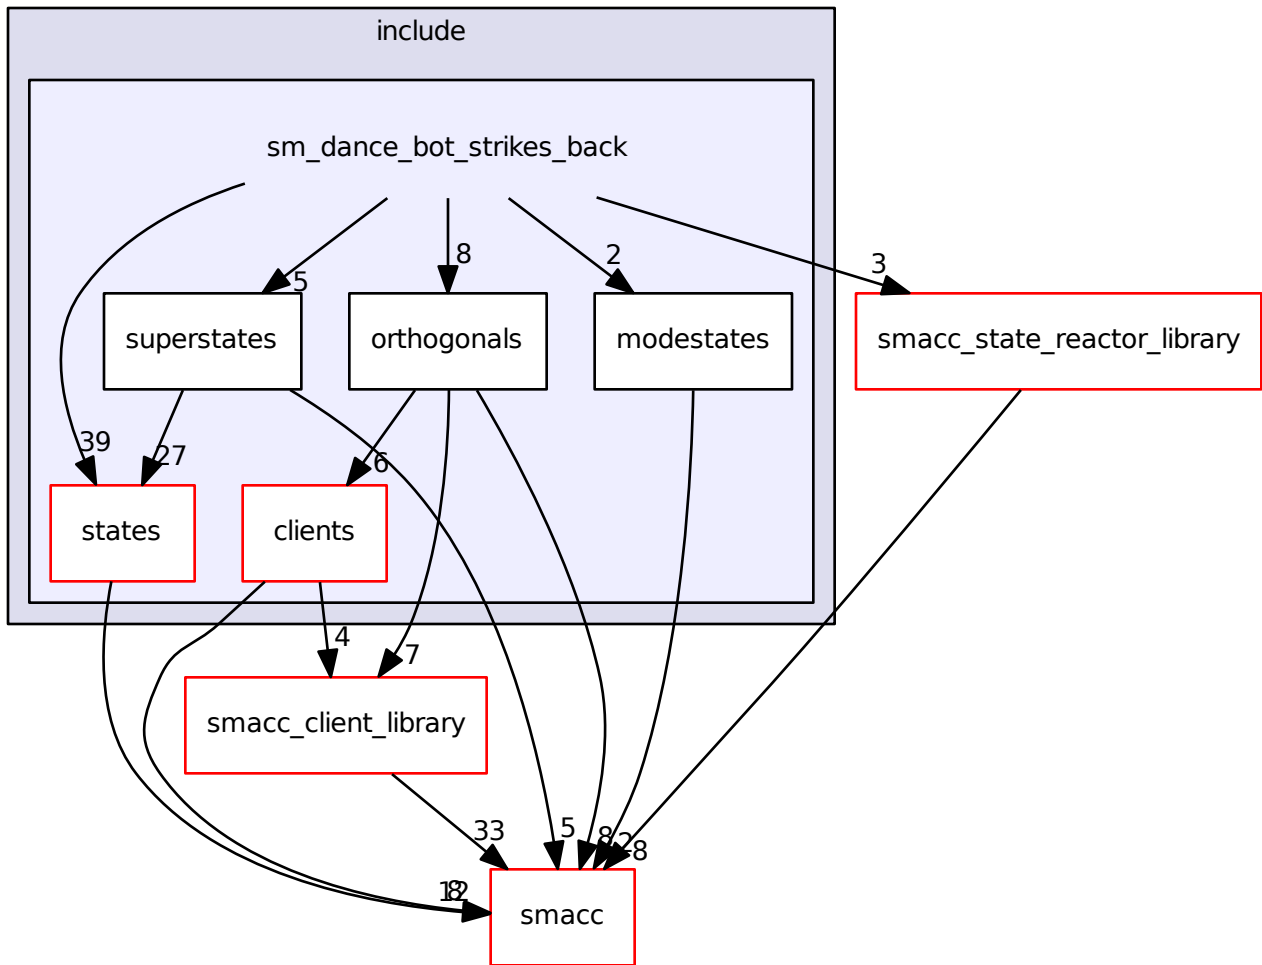 include
sm_dance_bot_strikes_back
8
2
3
5
superstates
orthogonals
modestates
smacc_state_reactor_library
39
27
6
states
clients
4
7
smacc_client_library
33
5
8
2
8
smacc